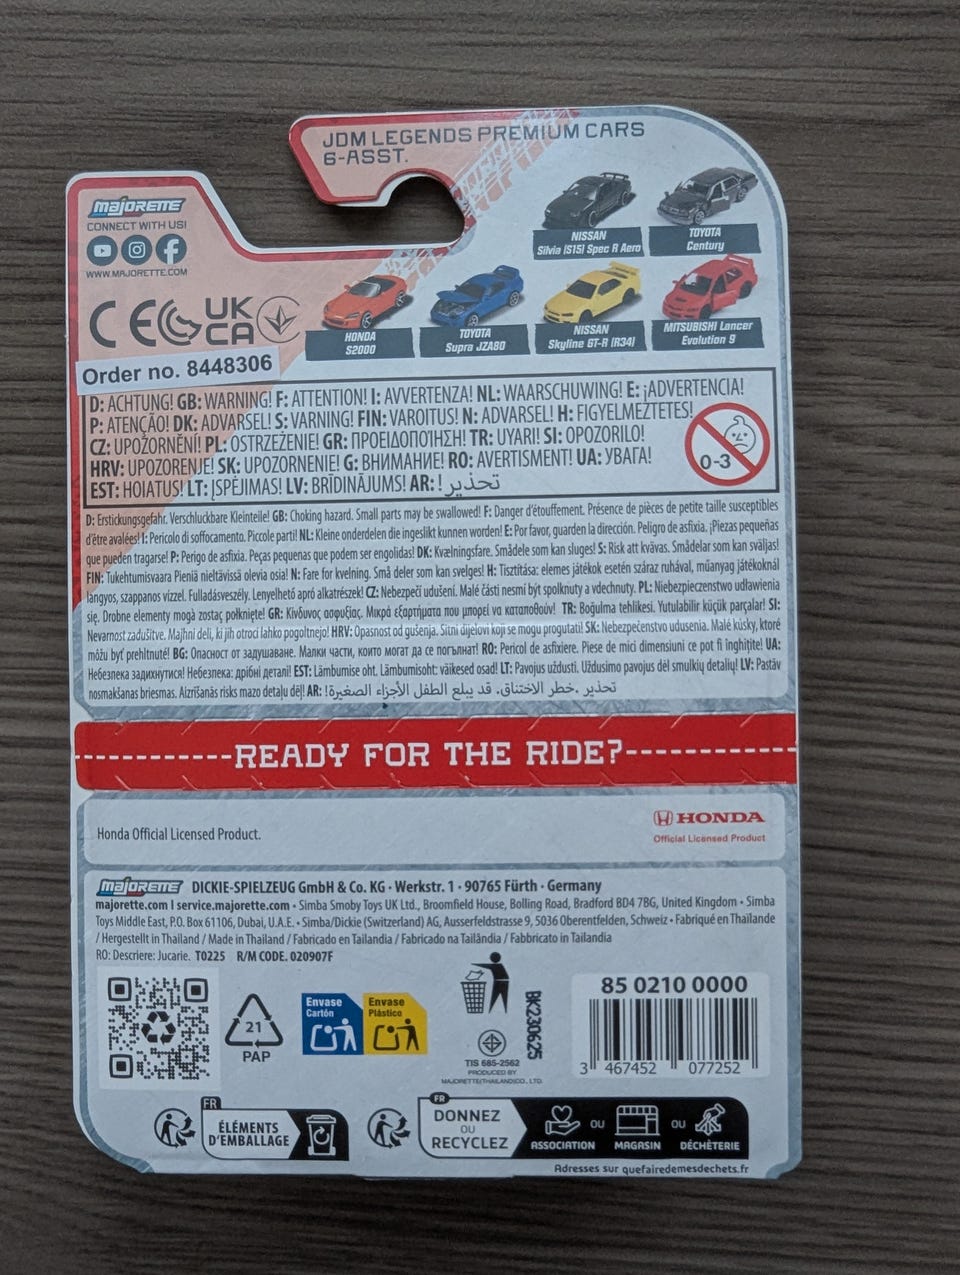 JDM LEGENDS PREMIUM CARS
6-ASST.
majorette
CONNECT WITH US!
WWW.MAJORETTE.COM
NISSAN
Silvia (S15) Spec R Aero
TOYOTA
Century
HONDA
S2000
TOYOTA
Supra JZA80
NISSAN
Skyline GT-R (R34)
MITSUBISHI Lancer
Evolution 9
CE
UK
CA
Order no. 8448306
D: ACHTUNG! GB: WARNING! F: ATTENTION! I: AVVERTENZA! NL: WAARSCHUWING! E: ¡ADVERTENCIA!
P: ATENÇÃO! DK: ADVARSEL! S: VARNING! FIN: VAROITUS! N: ADVARSEL! H: FIGYELMEZTETES!
CZ: UPOZORNĚNÍ! PL: OSTRZEŻENIE! GR: ΠΡΟΕΙΔΟΠΟΊΗΣΗ! TR: UYARI! SI: OPOZORILO!
HRV: UPOZORENJE! SK: UPOZORNENIE! G: ВНИМАНИЕ! RO: AVERTISMENT! UA: УВАГА!
EST: HOIATUS! LT: ĮSPĖJIMAS! LV: BRĪDINĀJUMS! AR: تحذير!
0-3
D: Erstickungsgefahr. Verschluckbare Kleinteile! GB: Choking hazard. Small parts may be swallowed! F: Danger d'étouffement. Présence de pièces de petite taille susceptibles
d'être avalées! I: Pericolo di soffocamento. Piccole parti! NL: Kleine onderdelen die ingeslikt kunnen worden! E: Por favor, guarden la dirección. Peligro de asfixia. ¡Piezas pequeñas
que pueden tragarse! P: Perigo de asfixia. Peças pequenas que podem ser engolidas! DK: Kvælningsfare. Smådele som kan sluges! S: Risk att kvävas. Smådelar som kan sväljas!
FIN: Tukehtumisvaara Pieniä nieltävissä olevia osia! N: Fare for kvelning. Små deler som kan svelges! H: Tisztítása: elemes játékok esetén száraz ruhával, műanyag játékoknál
langyos, szappanos vízzel. Fulladásveszély. Lenyelhető apró alkatrészek! CZ: Nebezpečí udušení. Malé části nesmí být spolknuty a vdechnuty. PL: Niebezpieczenstwo udławienia
się. Drobne elementy mogà zostaç połkniête! GR: Κίνδυνος ασφυξίας. Μικρά εξαρτήματα που μπορεί να καταποθούν! TR: Boğulma tehlikesi. Yutulabilir küçük parçalar! SI:
Nevarnost zadušitve. Majhni deli, ki jih otroci lahko pogoltnejo! HRV: Opasnost od gušenja. Sitni dijelovi koji se mogu progutati! SK: Nebezpečenstvo udusenia. Malé kúsky, ktoré
môžu byť prehltnuté! BG: Опасност от задушаване. Малки части, които могат да се погълнат! RO: Pericol de asfixiere. Piese de mici dimensiuni ce pot fi înghițite! UA:
Небезпека задихнутися! Небезпека: дрібні деталі! EST: Lämbumise oht. Lämbumisoht: väikesed osad! LT: Pavojus uždusti. Uždusimo pavojus dėl smulkių detalių! LV: Pastāv
nosmakšanas briesmas. Aizrīšanās risks mazo detaļu dēļ! AR: تحذير .خطر الاختناق. قد يبلع الطفل الأجزاء الصغيرة!
READY FOR THE RIDE?
Honda Official Licensed Product.
HONDA
Official Licensed Product
majorette DICKIE-SPIELZEUG GmbH & Co. KG · Werkstr. 1 · 90765 Fürth · Germany
majorette.com I service.majorette.com • Simba Smoby Toys UK Ltd., Broomfield House, Bolling Road, Bradford BD4 7BG, United Kingdom • Simba
Toys Middle East, P.O. Box 61106, Dubai, U.A.E. • Simba/Dickie (Switzerland) AG, Ausserfeldstrasse 9, 5036 Oberentfelden, Schweiz • Fabriqué en Thaïlande
/ Hergestellt in Thailand / Made in Thailand / Fabricado en Tailandia / Fabricado na Tailândia / Fabbricato in Tailandia
RO: Descriere: Jucarie. T0225 R/M CODE. 020907F
21
PAP
Envase
Cartón
Envase
Plástico
TIS 685-2562
PRODUCED BY
MAJORETTE(THAILAND)CO., LTD.
BK230625
85 0210 0000
3 467452 077252
FR
ÉLÉMENTS
D'EMBALLAGE
FR
DONNEZ
OU
RECYCLEZ
ASSOCIATION
OU
MAGASIN
OU
DÉCHÈTERIE
Adresses sur quefairedemesdechets.fr